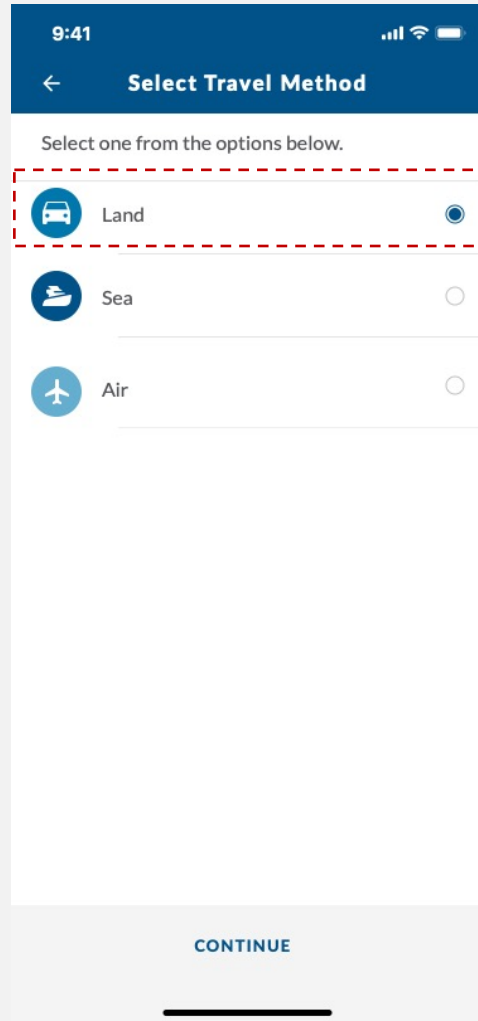 9:41
Select Travel Method
Select one from the options below.
Land
Sea
Air
CONTINUE